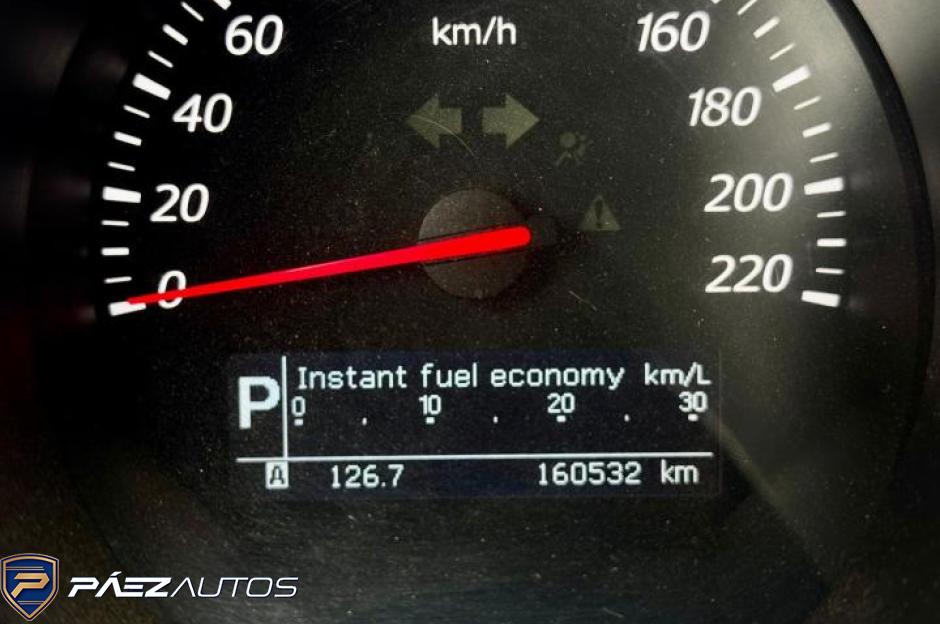 60 km/h 160
40 180
20 200
0 220
P Instant fuel economy km/L
0 10 20 30
A 126.7 160532 km
P PÁEZAUTOS